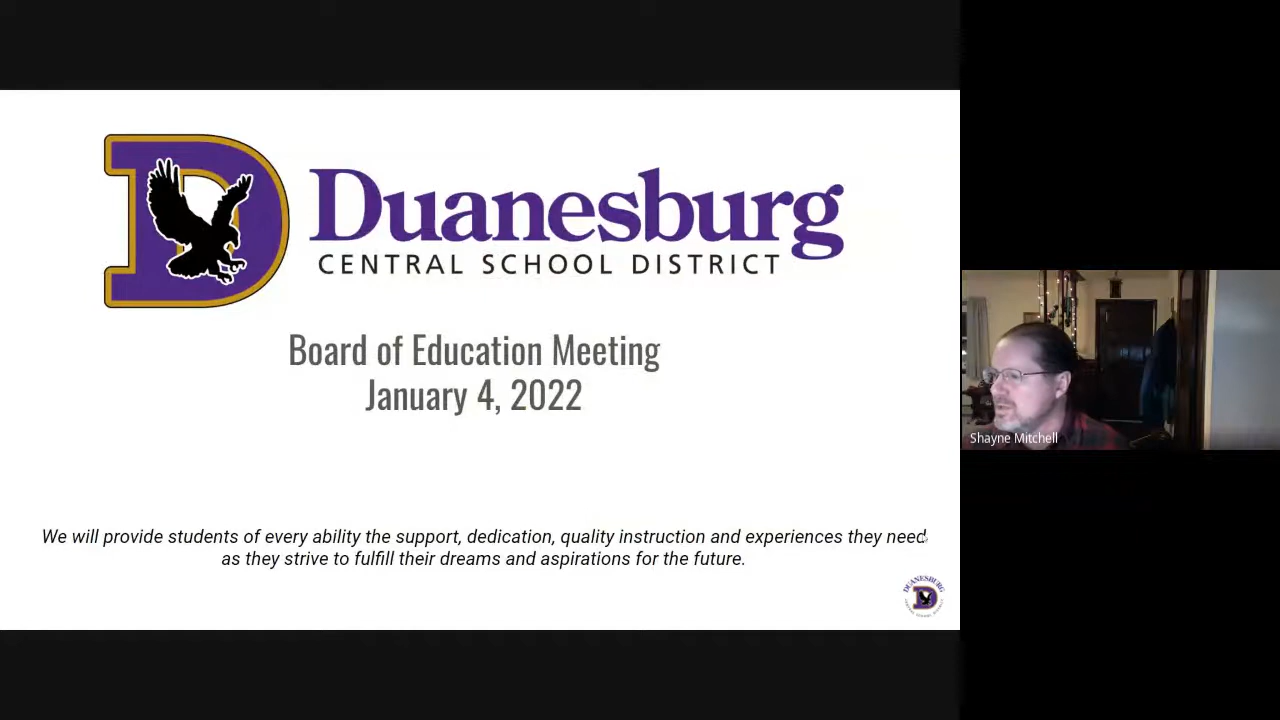 D Duanesburg
CENTRAL SCHOOL DISTRICT
Board of Education Meeting
January 4, 2022
Shayne Mitchell
We will provide students of every ability the support, dedication, quality instruction and experiences they need
as they strive to fulfill their dreams and aspirations for the future.
DUANESBURG
D